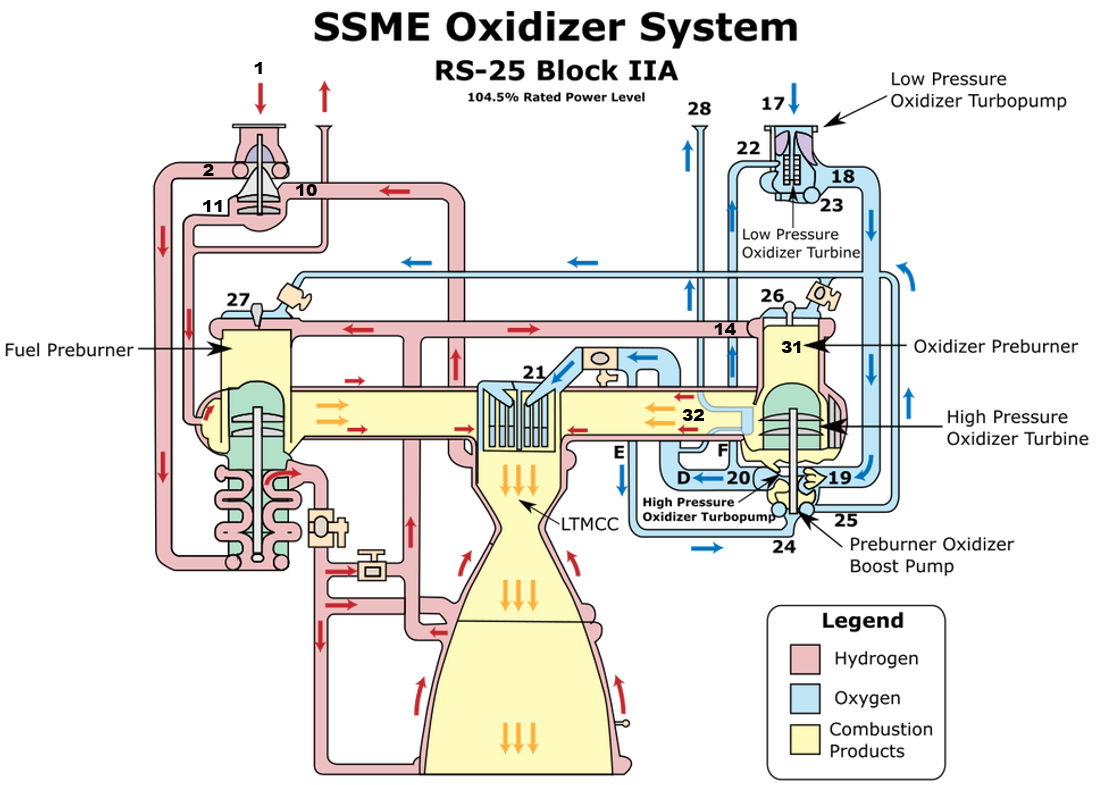 SSME Oxidizer System
RS-25 Block IIA
104.5% Rated Power Level
1
28
17
Low Pressure
Oxidizer Turbopump
2
22
18
10
11
23
Low Pressure
Oxidizer Turbine
27
26
14
Fuel Preburner
31
Oxidizer Preburner
21
32
High Pressure
Oxidizer Turbine
E
F
D
20
19
High Pressure
Oxidizer Turbopump
25
LTMCC
24
Preburner Oxidizer
Boost Pump
Legend
Hydrogen
Oxygen
Combustion
Products